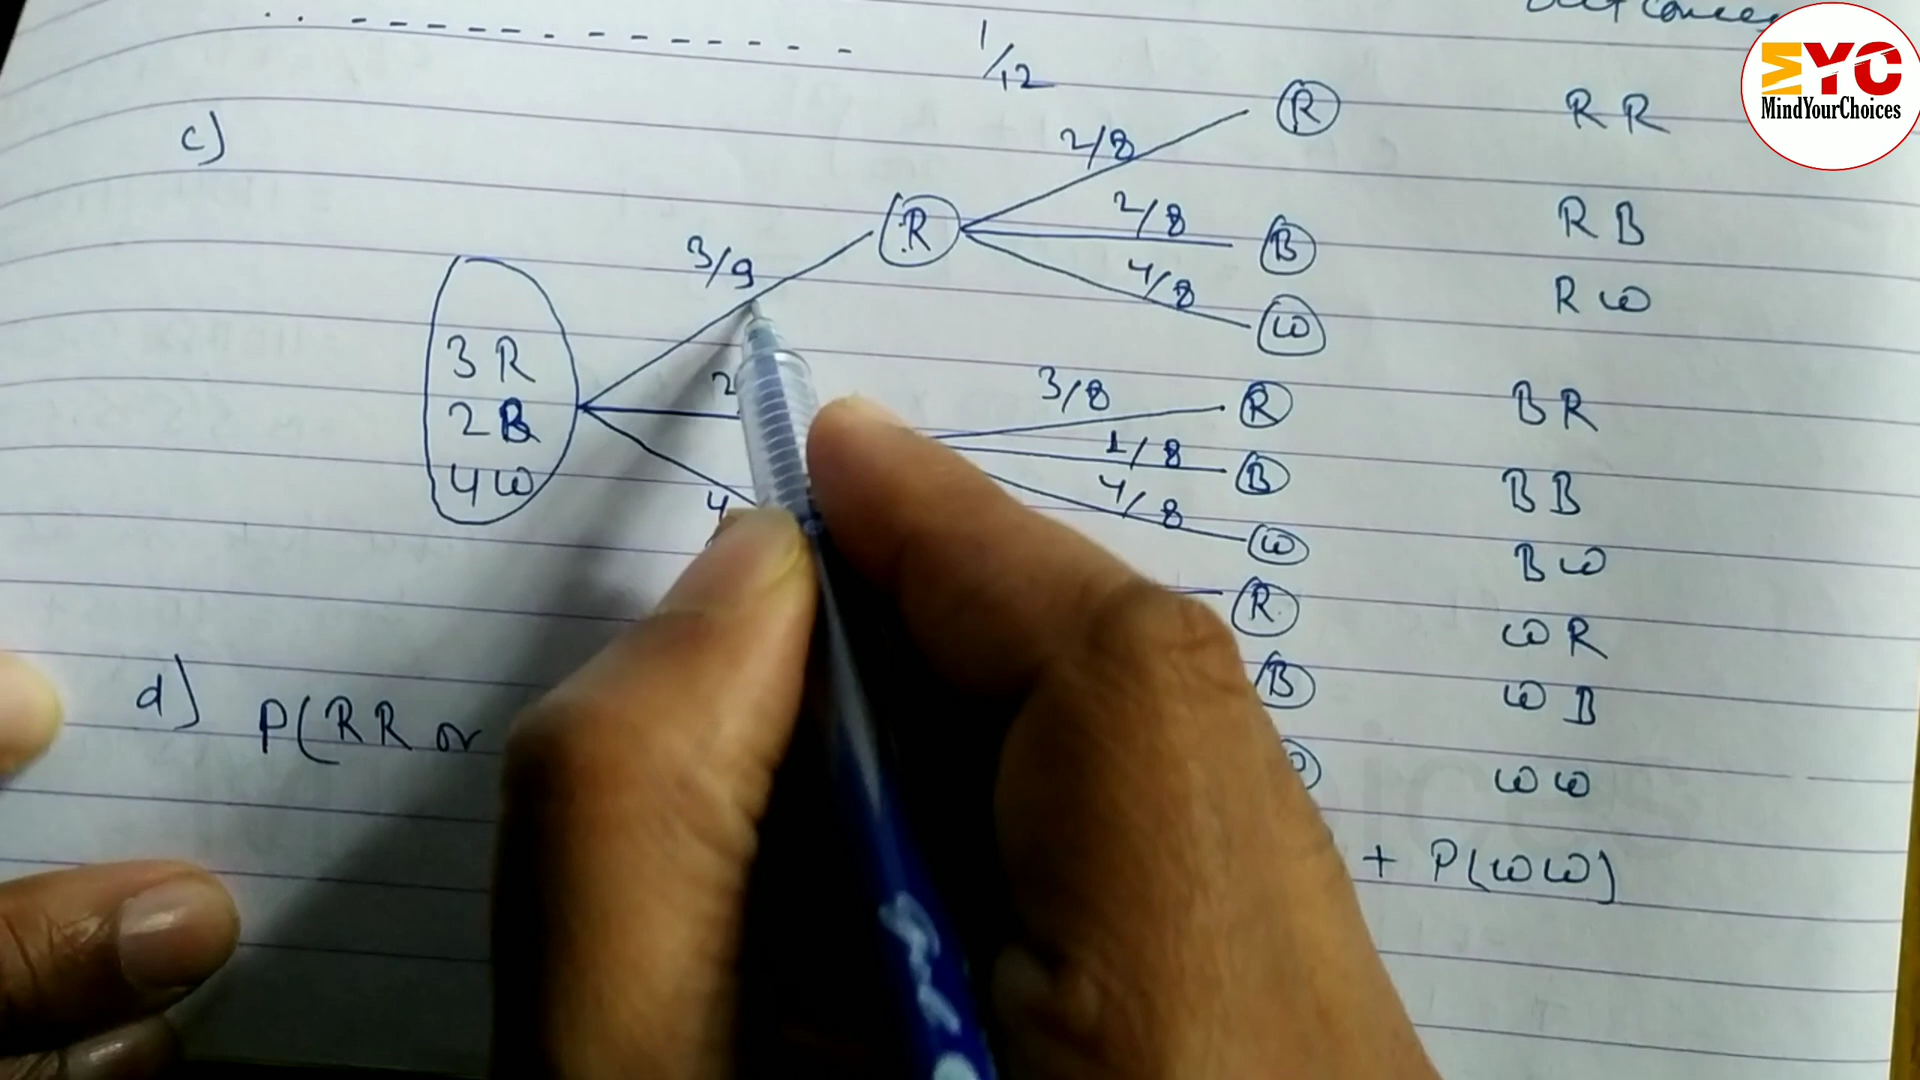 1/12
MYC
MindYourChoices
c)
2/8 R RR
3/9 R 2/8 B RB
4/8 W RW
3R
2B
4W
3/8 R BR
1/8 B BB
4/8 W BW
R WR
B WB
WW
d) P(RR or
+ P(WW)